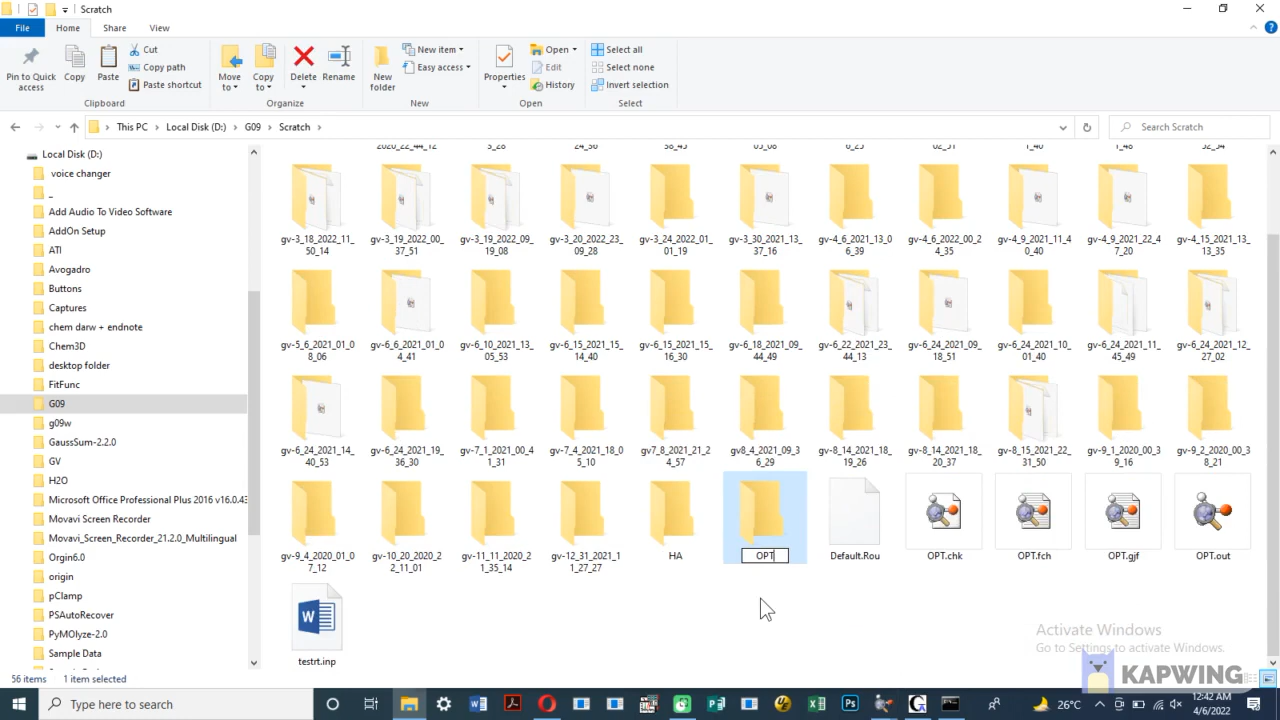 Scratch
File
Home
Share
View
Pin to Quick access
Copy
Paste
Cut
Copy path
Paste shortcut
Move to
Copy to
Delete
Rename
New folder
New item
Easy access
Properties
Open
Edit
History
Select all
Select none
Invert selection
Clipboard
Organize
New
Open
Select
This PC
Local Disk (D:)
G09
Scratch
Search Scratch
Local Disk (D:)
voice changer
_
Add Audio To Video Software
AddOn Setup
ATI
Avogadro
Buttons
Captures
chem darw + endnote
Chem3D
desktop folder
FitFunc
G09
g09w
GaussSum-2.2.0
GV
H2O
Microsoft Office Professional Plus 2016 v16.0.43
Movavi Screen Recorder
Movavi_Screen_Recorder_21.2.0_Multilingual
Orgin6.0
origin
pClamp
PSAutoRecover
PyMOlyze-2.0
Sample Data
gv-3_18_2022_11_50_14
gv-3_19_2022_00_37_51
gv-3_19_2022_09_19_08
gv-3_20_2022_23_09_28
gv-3_24_2022_01_01_19
gv-3_30_2021_13_37_16
gv-4_6_2021_13_06_39
gv-4_6_2022_00_24_35
gv-4_9_2021_11_40_40
gv-4_9_2021_22_47_20
gv-4_15_2021_13_13_35
gv-5_6_2021_01_08_06
gv-6_6_2021_01_04_41
gv-6_10_2021_13_05_53
gv-6_15_2021_15_14_40
gv-6_15_2021_15_16_30
gv-6_18_2021_09_44_49
gv-6_22_2021_23_44_13
gv-6_24_2021_09_18_51
gv-6_24_2021_10_01_40
gv-6_24_2021_11_45_49
gv-6_24_2021_12_27_02
gv-6_24_2021_14_40_53
gv-6_24_2021_19_36_30
gv-7_1_2021_00_41_31
gv-7_4_2021_18_05_10
gv7_8_2021_21_24_57
gv8_4_2021_09_36_29
gv-8_14_2021_18_19_26
gv-8_14_2021_18_20_37
gv-8_15_2021_22_31_50
gv-9_1_2020_00_39_16
gv-9_2_2020_00_38_21
gv-9_4_2020_01_07_12
gv-10_20_2020_22_11_01
gv-11_11_2020_21_35_14
gv-12_31_2021_11_27_27
HA
OPT
Default.Rou
OPT.chk
OPT.fch
OPT.gjf
OPT.out
testrt.inp
Activate Windows
Go to Settings to activate Windows.
KAPWING
56 items
1 item selected
Type here to search
26°C
12:42 AM
4/6/2022